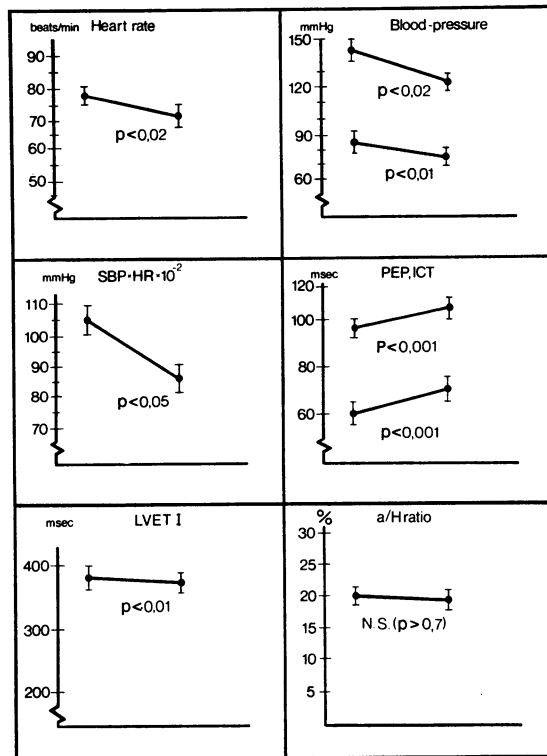 beats/min Heart rate
90
80
70
60
50
p<0,02
mmHg Blood-pressure
150
120
90
60
p<0,02
p<0,01
mmHg SBP·HR·10-2
110
105
100
90
85
80
70
p<0,05
msec PEP,ICT
120
100
80
60
P<0,001
p<0,001
msec LVET I
400
300
200
p<0,01
% a/H ratio
30
25
20
15
10
5
N.S.(p>0,7)